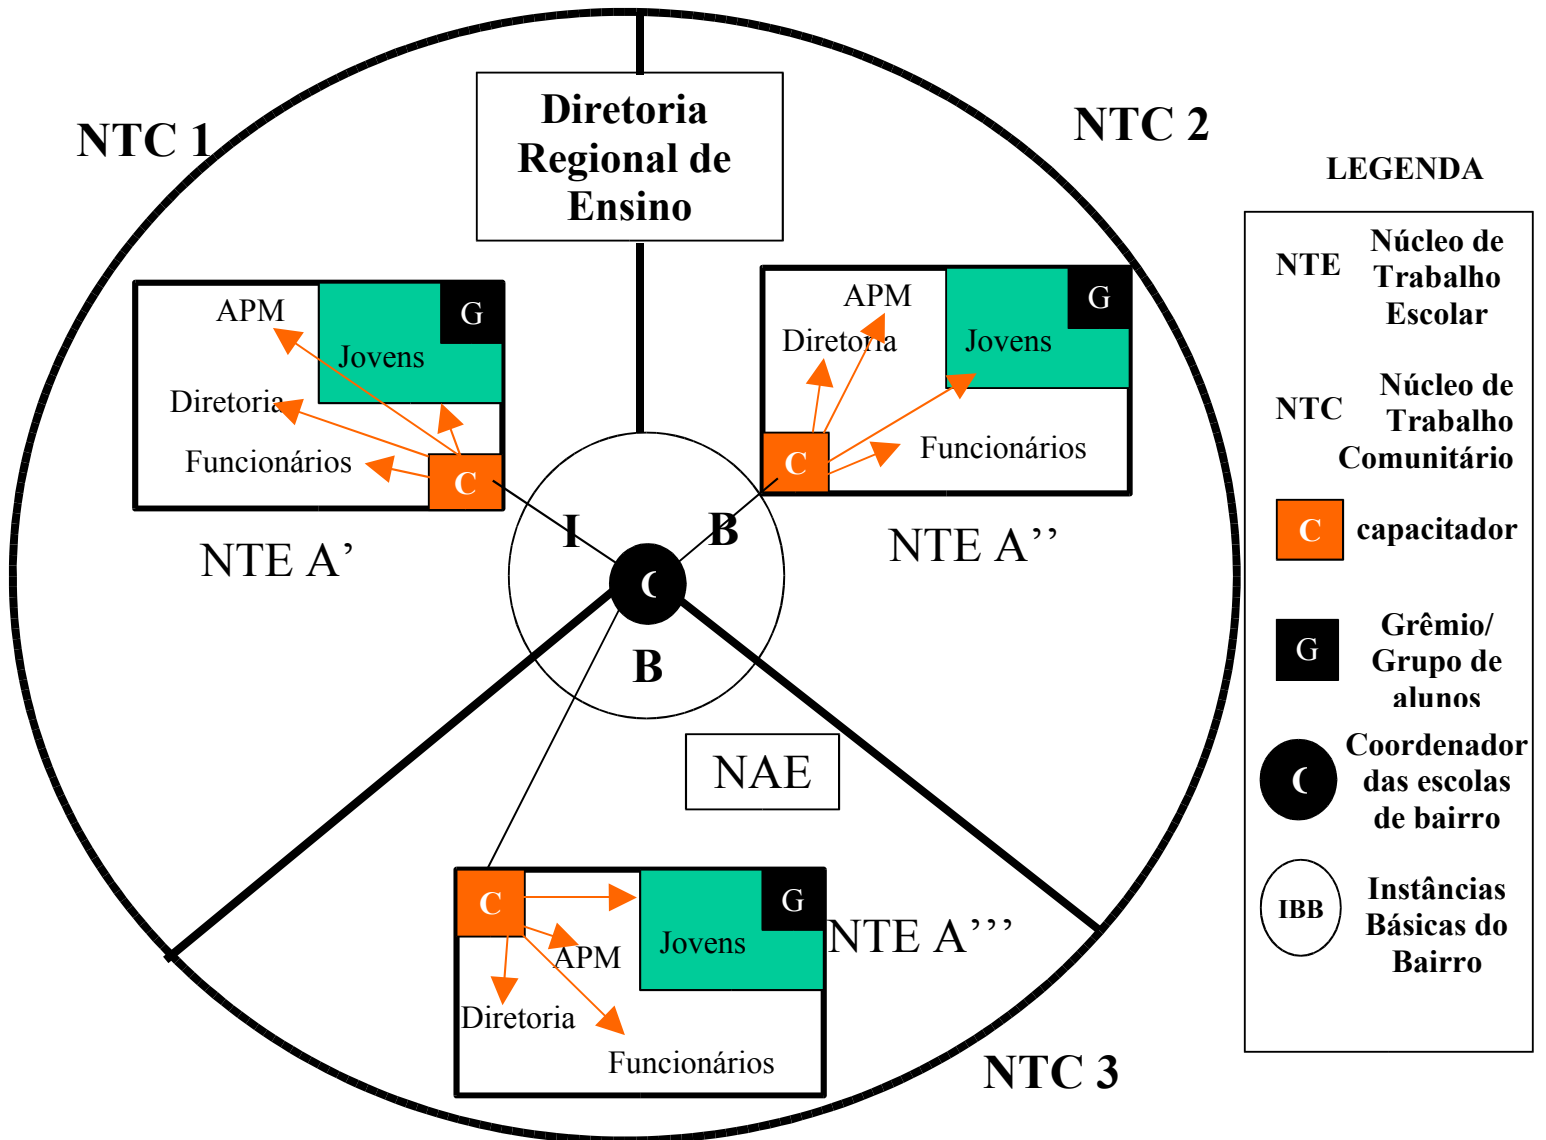 NTC 1
Diretoria
Regional de
Ensino
NTC 2
APM
G
Jovens
Diretoria
Funcionários
C
NTE A’
APM
G
Diretoria
Jovens
Funcionários
C
NTE A’’
I
B
C
B
NAE
C
G
Jovens
APM
Diretoria
Funcionários
NTE A’’’
NTC 3
LEGENDA
NTE
Núcleo de
Trabalho
Escolar
NTC
Núcleo de
Trabalho
Comunitário
C
capacitador
G
Grêmio/
Grupo de
alunos
C
Coordenador
das escolas
de bairro
IBB
Instâncias
Básicas do
Bairro